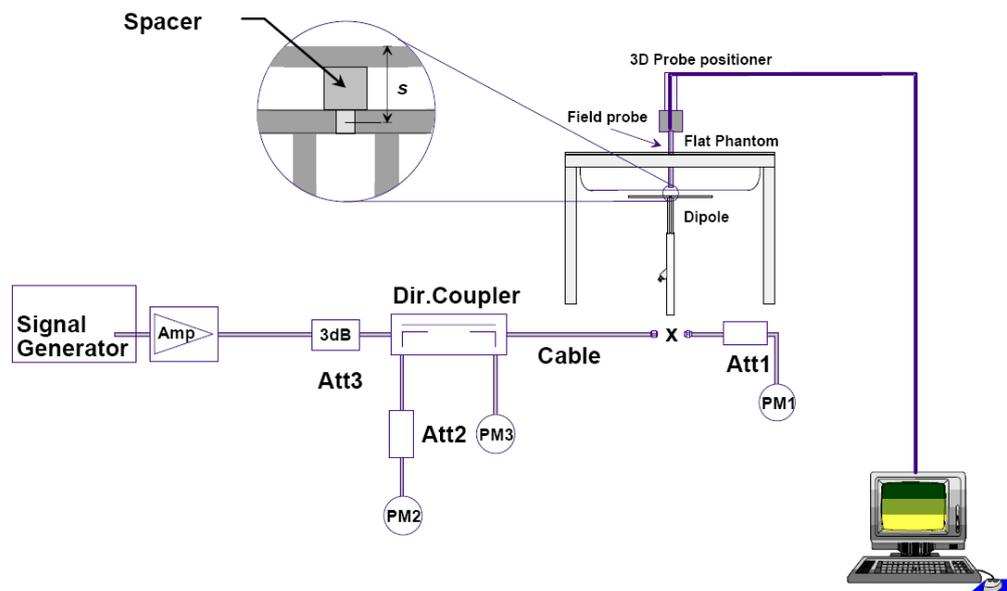 Spacer
s
3D Probe positioner
Field probe
Flat Phantom
Dipole
Signal
Generator
Amp
3dB
Att3
Dir.Coupler
Cable
X
Att1
PM1
Att2
PM3
PM2